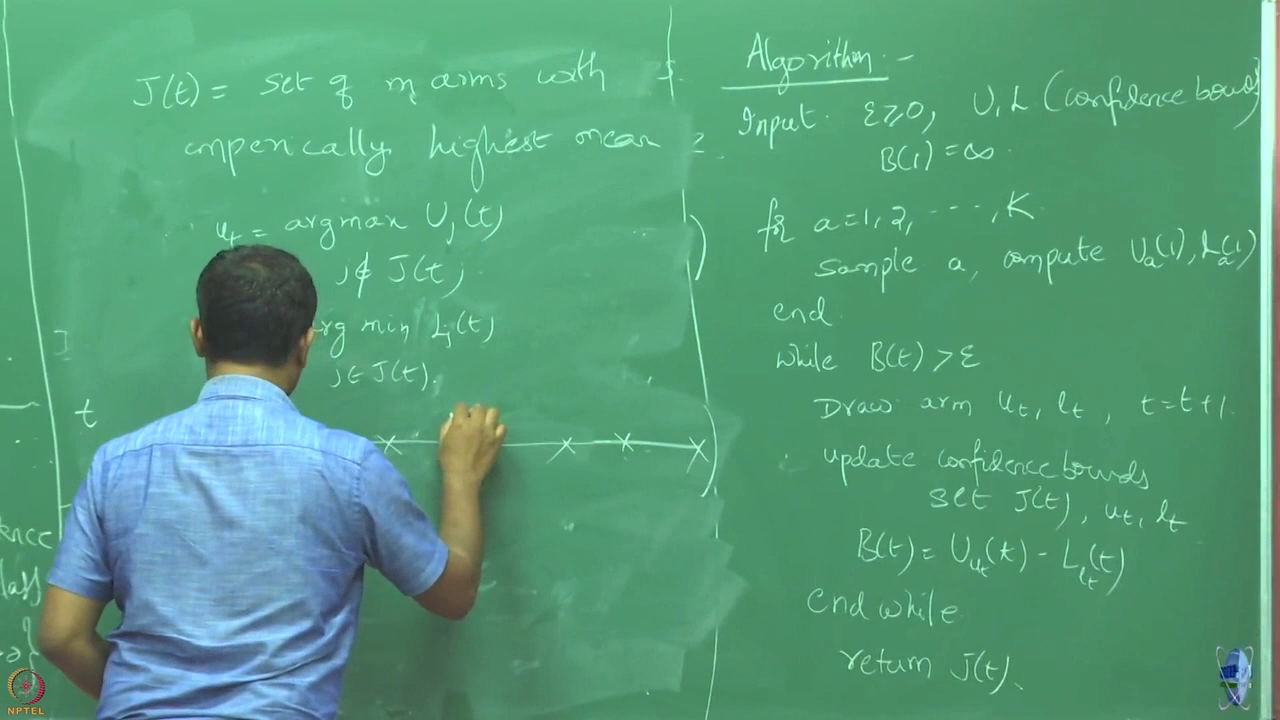 J(t) = set of m arms with
emperically highest mean
u_t = argmax U_j(t)
j∉ J(t)
arg min L_j(t)
j∈ J(t).
t
Algorithm :-
Input: ε≥0, U, L (confidence bound)
B(1) = ∞
for a=1, 2, ----, K
sample a, compute U_a(1), L_a(1)
end
while B(t) > ε
Draw arm u_t, l_t, t=t+1
update confidence bounds
set J(t), u_t, l_t
B(t) = U_{u_t}(t) - L_{l_t}(t)
end while
return J(t)
NPTEL